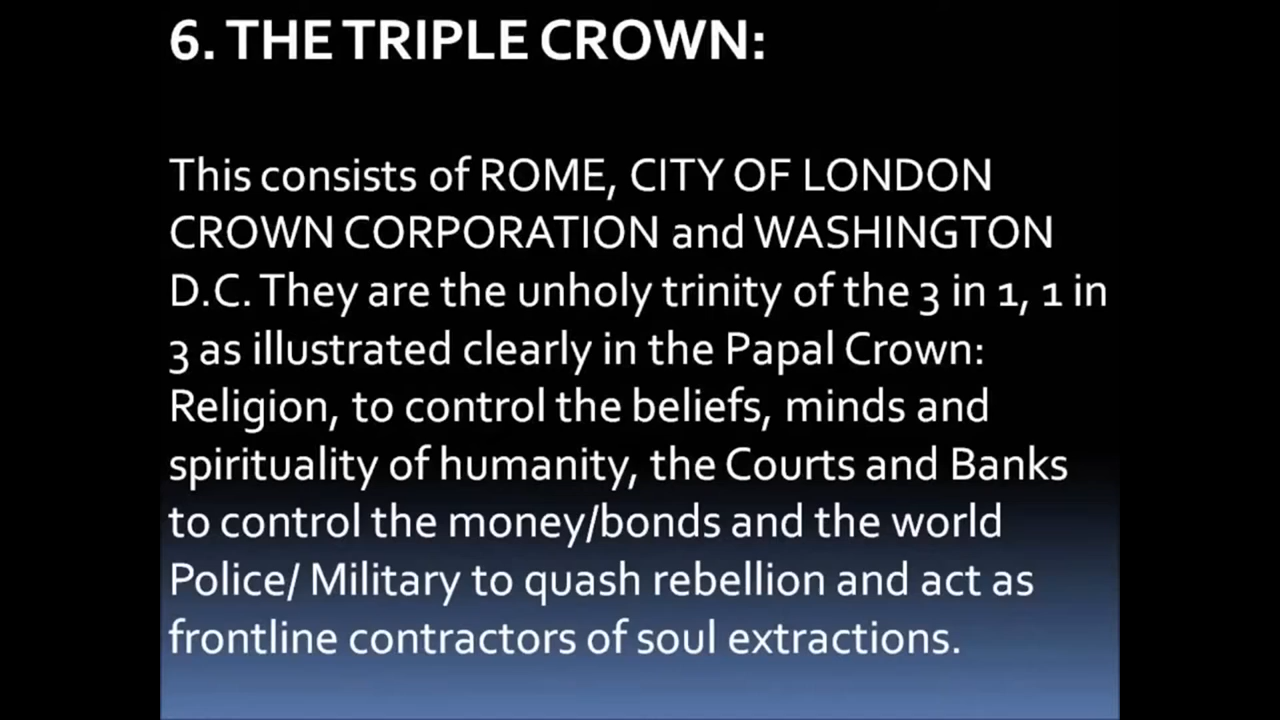 6. THE TRIPLE CROWN:
This consists of ROME, CITY OF LONDON
CROWN CORPORATION and WASHINGTON
D.C. They are the unholy trinity of the 3 in 1, 1 in
3 as illustrated clearly in the Papal Crown:
Religion, to control the beliefs, minds and
spirituality of humanity, the Courts and Banks
to control the money/bonds and the world
Police/ Military to quash rebellion and act as
frontline contractors of soul extractions.